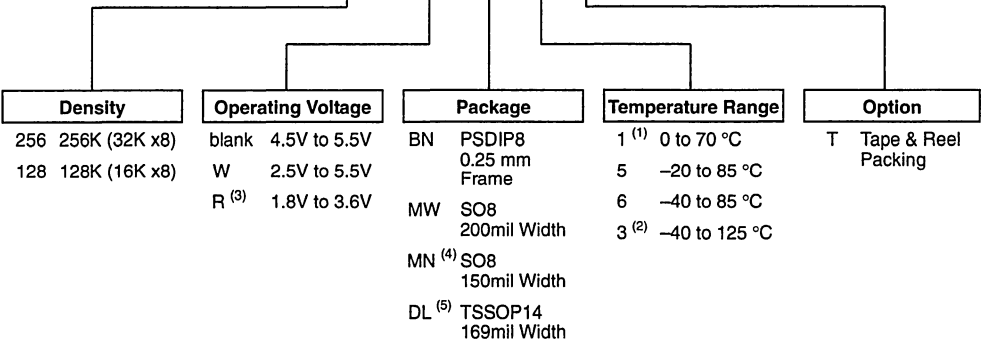 Density
256 256K (32K x8)
128 128K (16K x8)
Operating Voltage
blank 4.5V to 5.5V
W 2.5V to 5.5V
R (3) 1.8V to 3.6V
Package
BN PSDIP8
0.25 mm
Frame
MW SO8
200mil Width
MN (4) SO8
150mil Width
DL (5) TSSOP14
169mil Width
Temperature Range
1 (1) 0 to 70 °C
5 –20 to 85 °C
6 –40 to 85 °C
3 (2) –40 to 125 °C
Option
T Tape & Reel
Packing